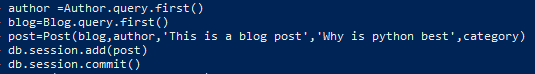 author =Author.query.first()
blog=Blog.query.first()
post=Post(blog,author,'This is a blog post','Why is python best',category)
db.session.add(post)
db.session.commit()